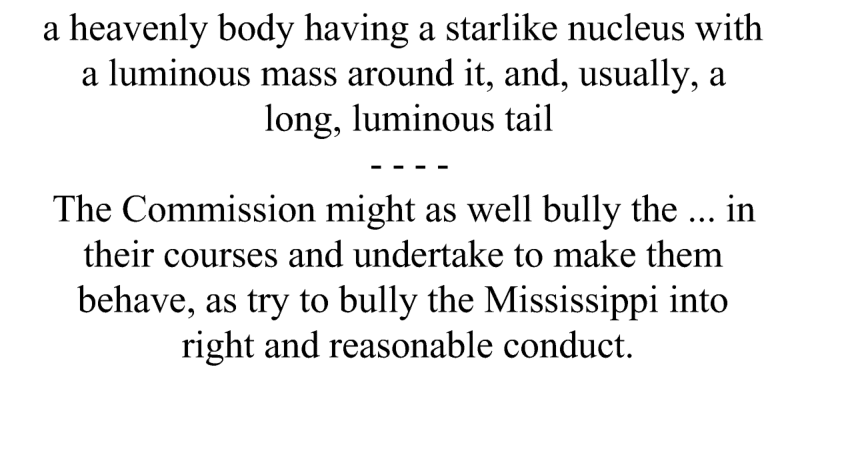 a heavenly body having a starlike nucleus with
a luminous mass around it, and, usually, a
long, luminous tail
- - - -
The Commission might as well bully the ... in
their courses and undertake to make them
behave, as try to bully the Mississippi into
right and reasonable conduct.